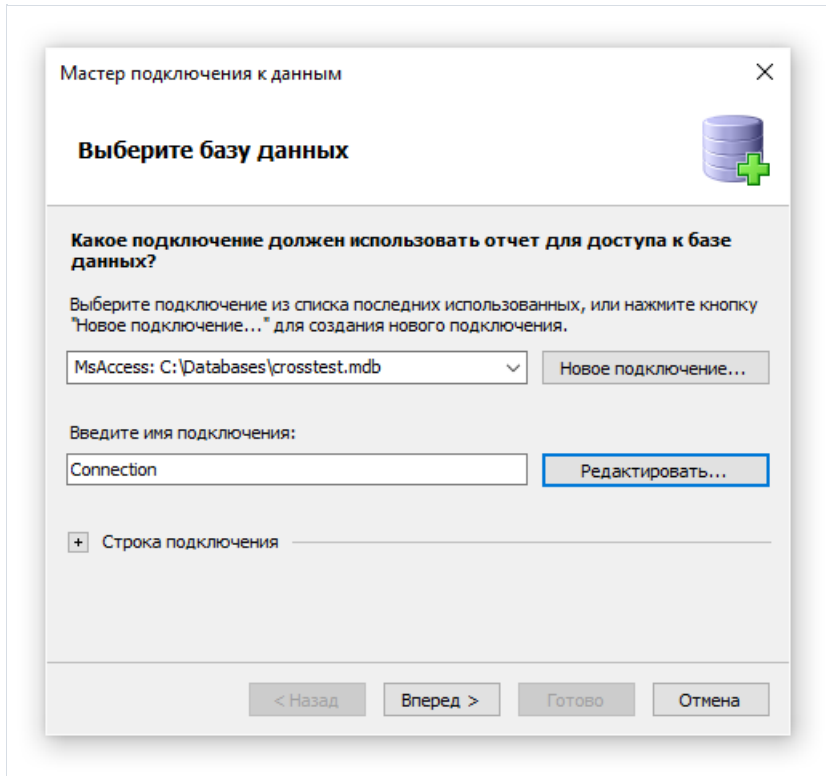 Мастер подключения к данным
Выберите базу данных
Какое подключение должен использовать отчет для доступа к базе
данных?
Выберите подключение из списка последних использованных, или нажмите кнопку
"Новое подключение..." для создания нового подключения.
MsAccess: C:\Databases\crosstest.mdb
Новое подключение...
Введите имя подключения:
Connection
Редактировать...
Строка подключения
< Назад
Вперед >
Готово
Отмена